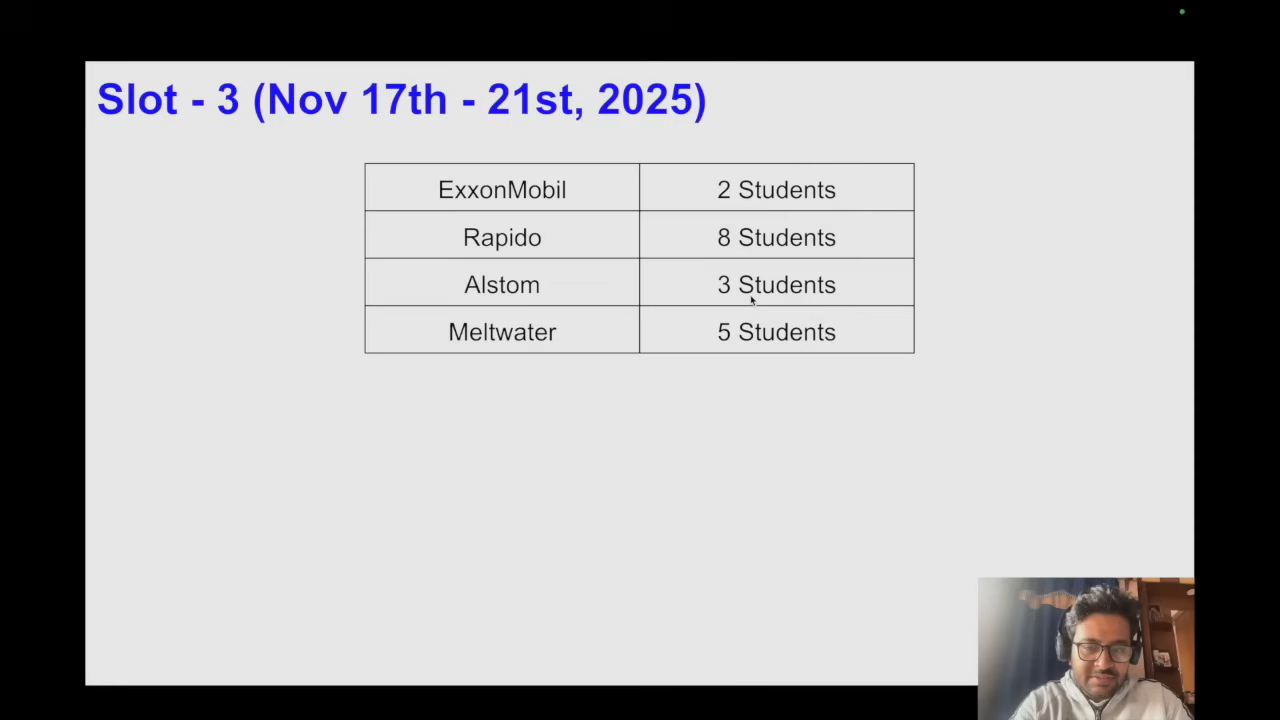 Slot - 3 (Nov 17th - 21st, 2025)
ExxonMobil 2 Students
Rapido 8 Students
Alstom 3 Students
Meltwater 5 Students